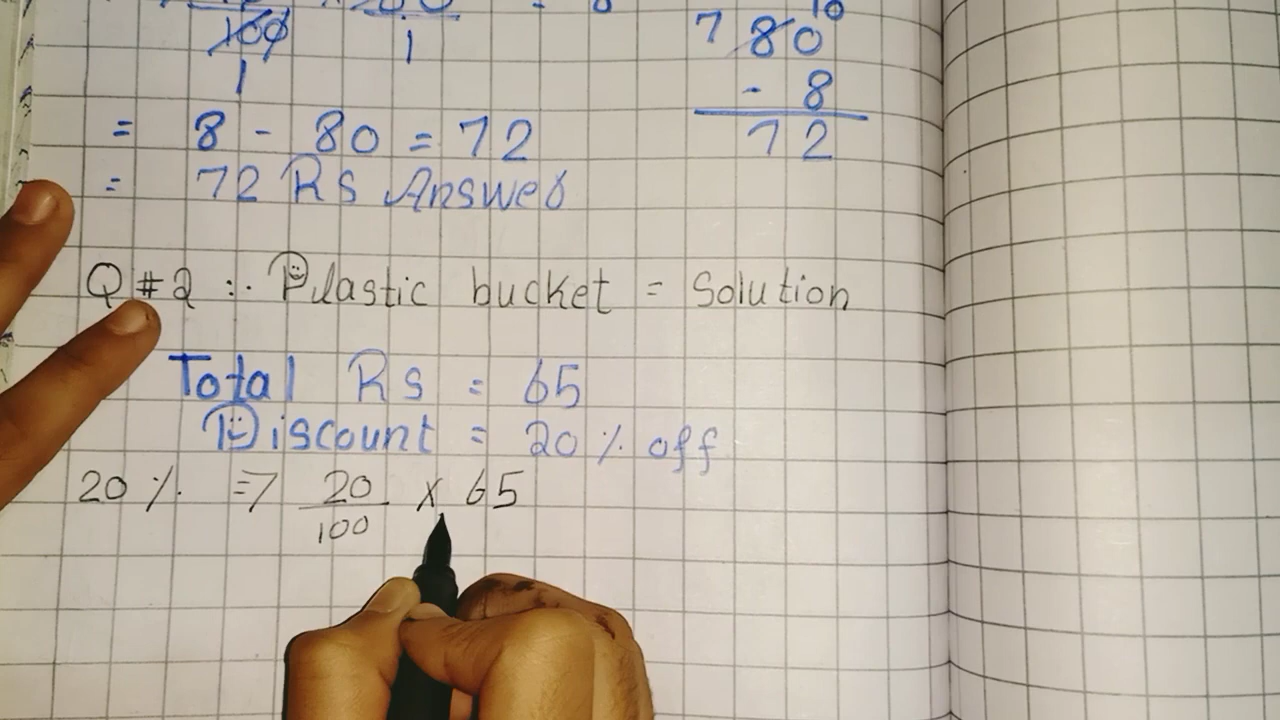 100 1
1
= 8 - 80 = 72
= 72 RS Answer
7 80 10
- 8
72
Q #2 :. Plastic bucket = Solution
Total RS = 65
Discount = 20 % off
20 % => 20/100 x 65